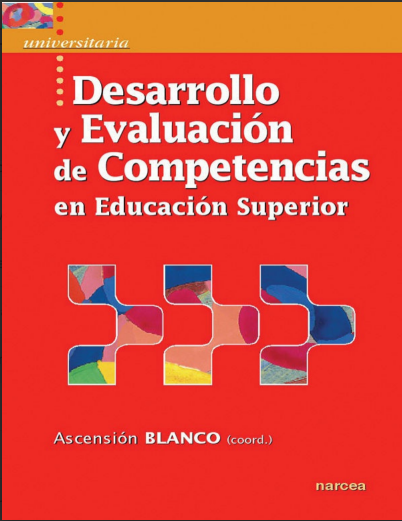 universitaria
Desarrollo
y Evaluación
de Competencias
en Educación Superior
Ascensión BLANCO (coord.)
narcea